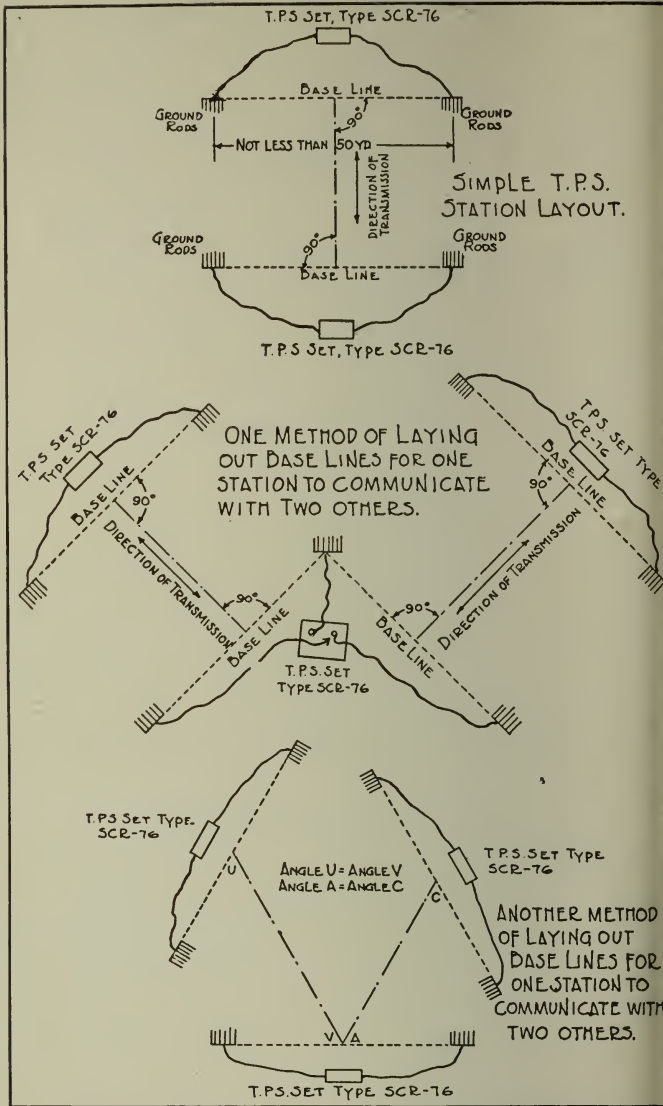 T.P.S SET, TYPE SCR-76
BASE LINE
GROUND
RODS
90°
GROUND
RODS
NOT LESS THAN 150 YD
DIRECTION OF
TRANSMISSION
SIMPLE T.P.S.
STATION LAYOUT.
GROUND
RODS
90°
GROUND
RODS
BASE LINE
T.P.S SET, TYPE SCR-76
T.P.S SET
TYPE SCR-76
BASE LINE
90°
DIRECTION OF TRANSMISSION
90°
BASE LINE
ONE METHOD OF LAYING
OUT BASE LINES FOR ONE
STATION TO COMMUNICATE
WITH TWO OTHERS.
T.P.S. SET TYPE
SCR-76
BASE LINE
90°
DIRECTION OF TRANSMISSION
90°
BASE LINE
T.P.S. SET
TYPE SCR-76
T.P.S SET TYPE
SCR-76
U
ANGLE U = ANGLE V
ANGLE A = ANGLE C
C
T.P.S. SET TYPE
SCR-76
ANOTHER METHOD
OF LAYING OUT
BASE LINES FOR
ONE STATION TO
COMMUNICATE WITH
TWO OTHERS.
V A
T.P.S. SET TYPE SCR-76